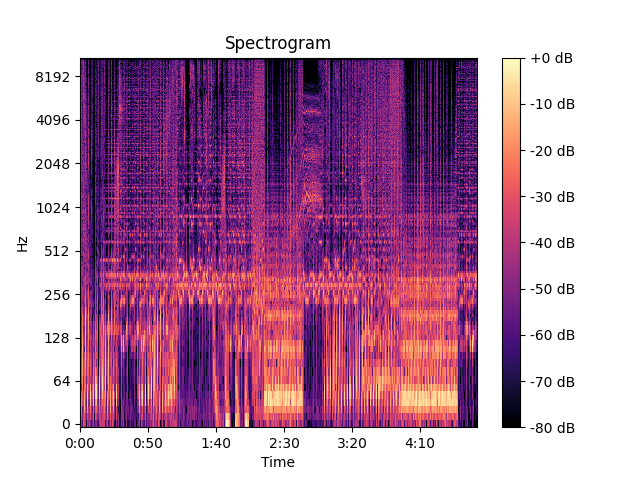 Spectrogram
8192
4096
2048
1024
512
256
128
64
0
Hz
0:00 0:50 1:40 2:30 3:20 4:10
Time
+0 dB
-10 dB
-20 dB
-30 dB
-40 dB
-50 dB
-60 dB
-70 dB
-80 dB